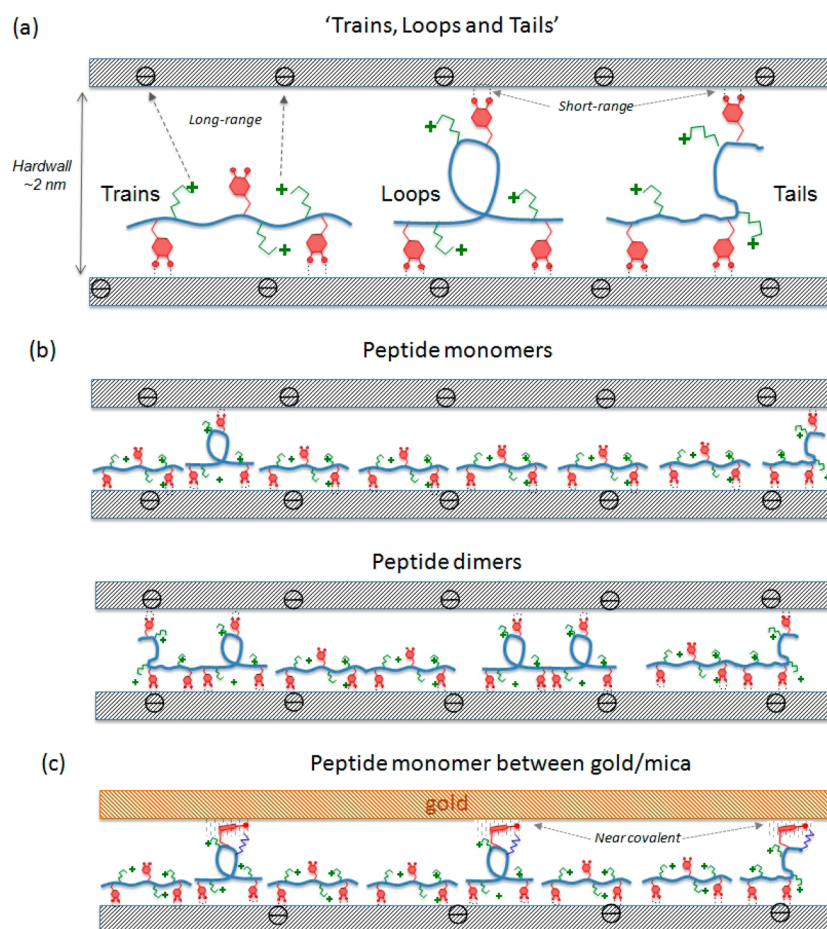 (a)
'Trains, Loops and Tails'
Long-range
Short-range
Hardwall
~2 nm
Trains
Loops
Tails
(b)
Peptide monomers
Peptide dimers
(c)
Peptide monomer between gold/mica
gold
Near covalent